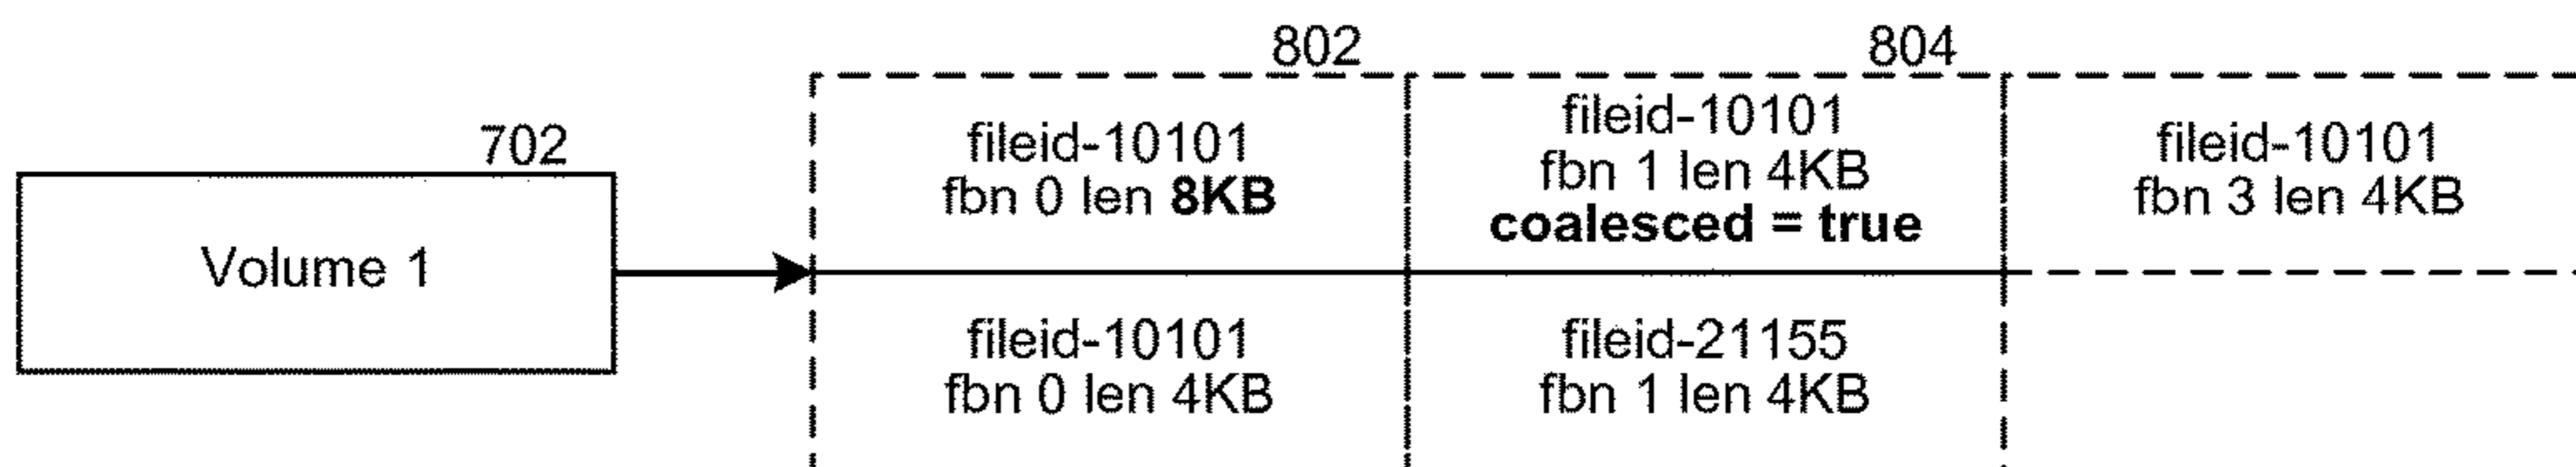 802
804
fileid-10101
fbn 0 len 8KB
fileid-10101
fbn 1 len 4KB
coalesced = true
fileid-10101
fbn 3 len 4KB
702
Volume 1
fileid-10101
fbn 0 len 4KB
fileid-21155
fbn 1 len 4KB